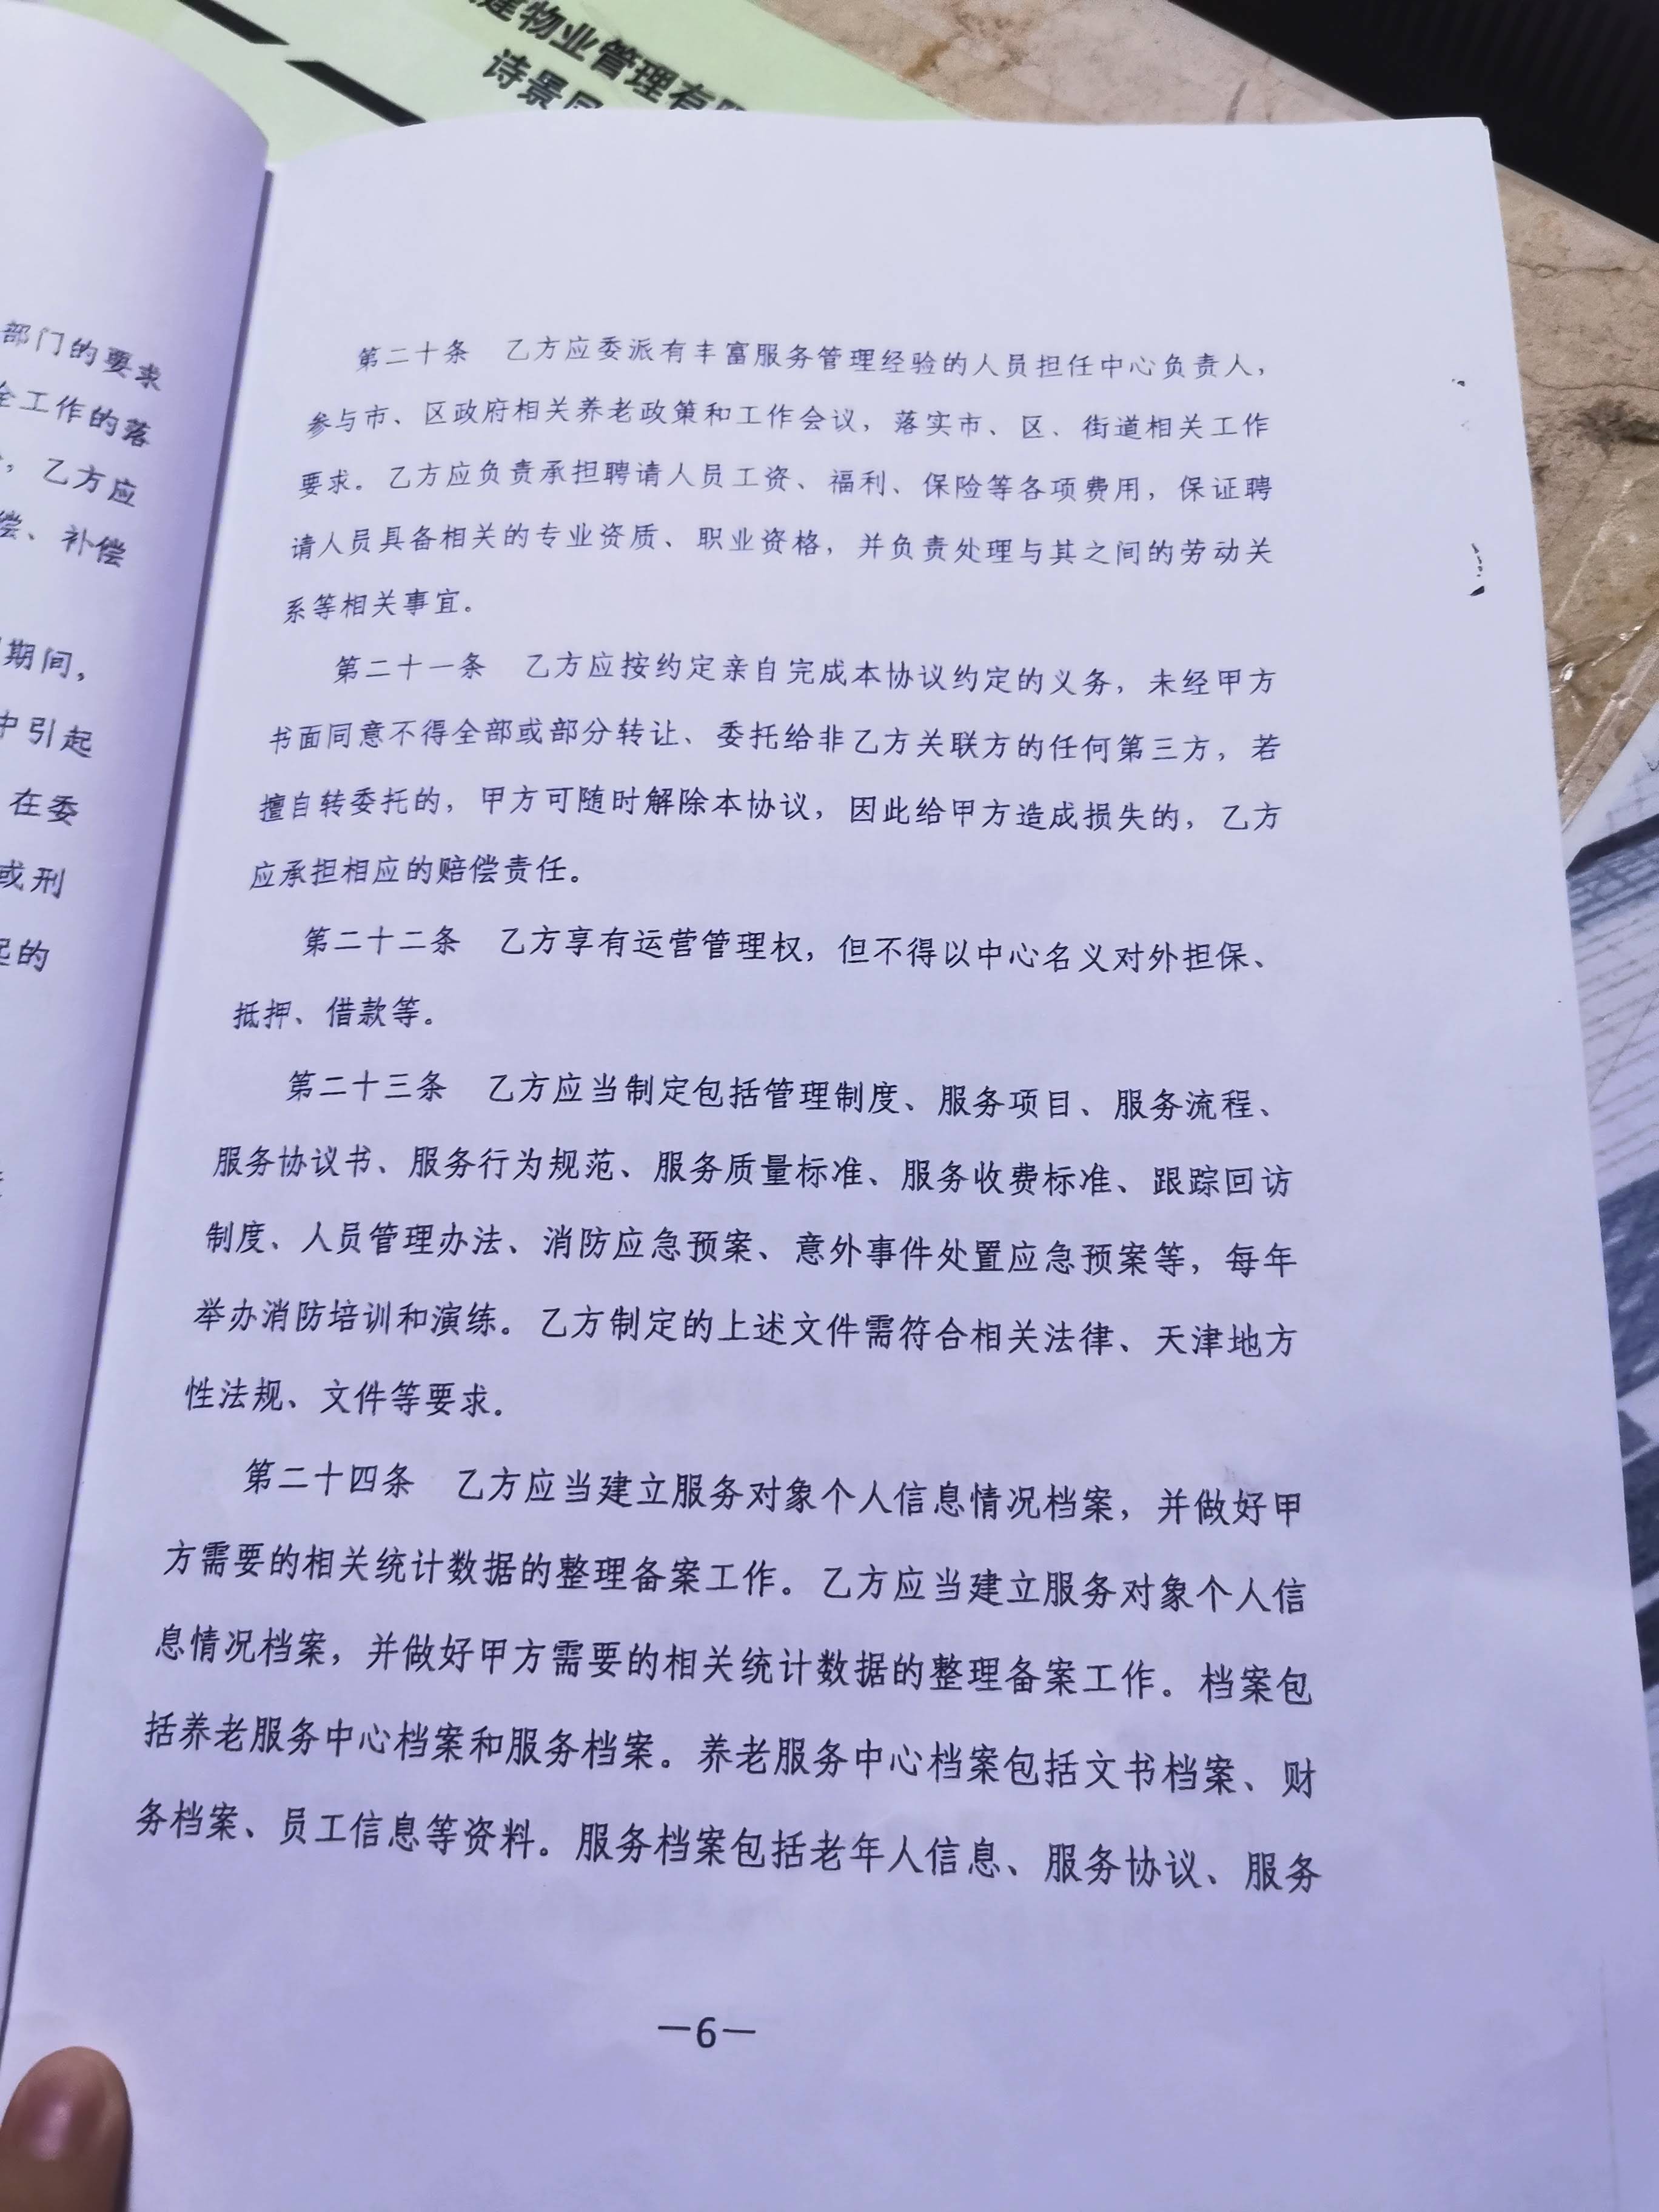 建物业管理有限
诗景
部门的要求
全工作的落
，乙方应
偿、补偿
期间，
中引起
在委
或刑
起的
第二十条 乙方应委派有丰富服务管理经验的人员担任中心负责人，
参与市、区政府相关养老政策和工作会议，落实市、区、街道相关工作
要求。乙方应负责承担聘请人员工资、福利、保险等各项费用，保证聘
请人员具备相关的专业资质、职业资格，并负责处理与其之间的劳动关
系等相关事宜。
第二十一条 乙方应按约定亲自完成本协议约定的义务，未经甲方
书面同意不得全部或部分转让、委托给非乙方关联方的任何第三方，若
擅自转委托的，甲方可随时解除本协议，因此给甲方造成损失的，乙方
应承担相应的赔偿责任。
第二十二条 乙方享有运营管理权，但不得以中心名义对外担保、
抵押、借款等。
第二十三条 乙方应当制定包括管理制度、服务项目、服务流程、
服务协议书、服务行为规范、服务质量标准、服务收费标准、跟踪回访
制度、人员管理办法、消防应急预案、意外事件处置应急预案等，每年
举办消防培训和演练。乙方制定的上述文件需符合相关法律、天津地方
性法规、文件等要求。
第二十四条 乙方应当建立服务对象个人信息情况档案，并做好甲
方需要的相关统计数据的整理备案工作。乙方应当建立服务对象个人信
息情况档案，并做好甲方需要的相关统计数据的整理备案工作。档案包
括养老服务中心档案和服务档案。养老服务中心档案包括文书档案、财
务档案、员工信息等资料。服务档案包括老年人信息、服务协议、服务
—6—